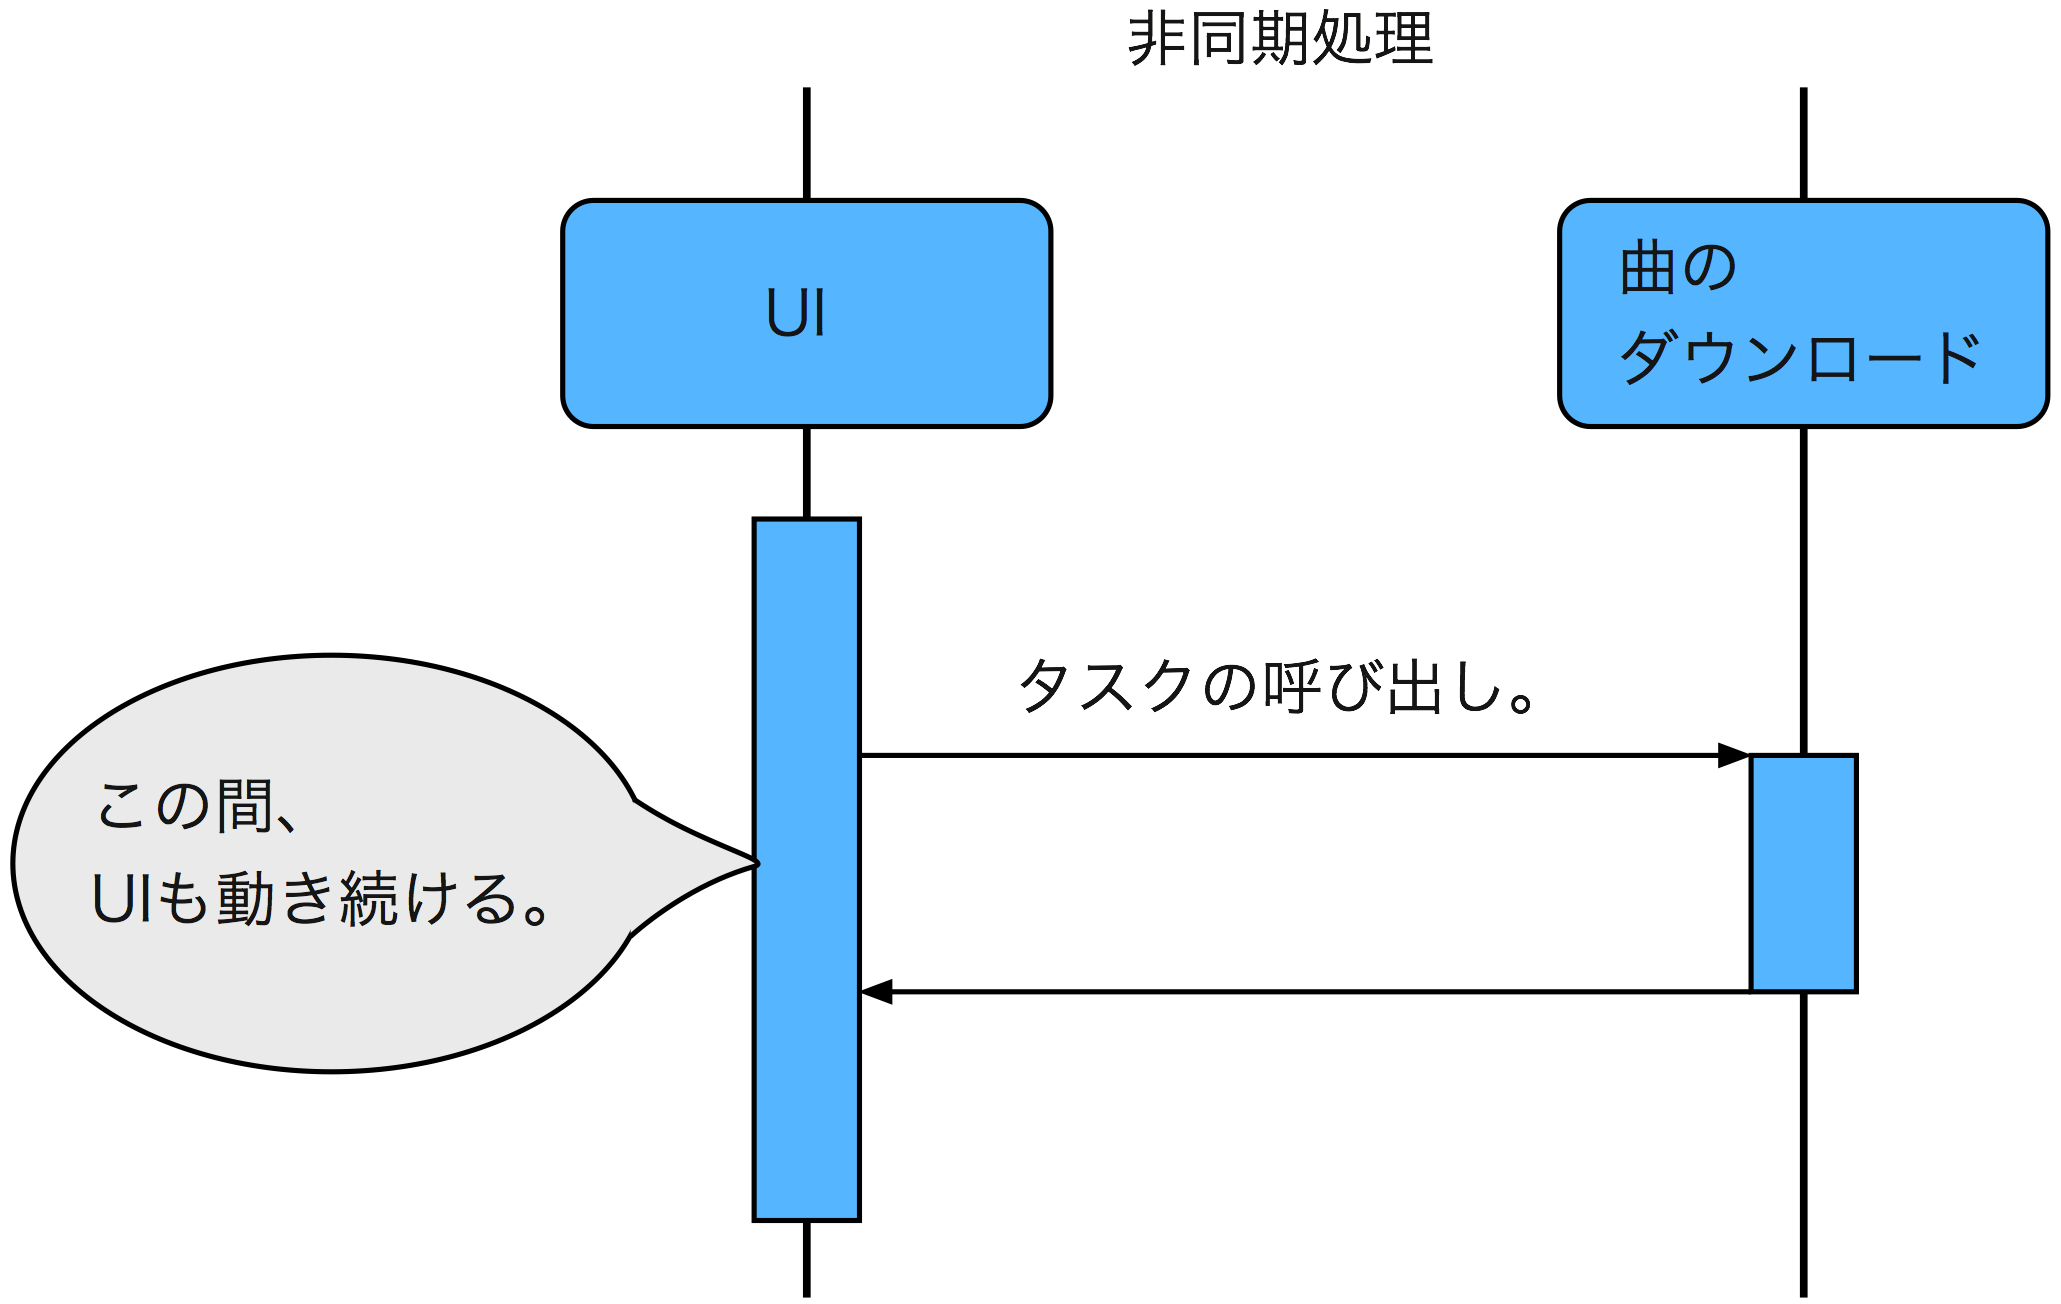 非同期処理
UI
曲の
ダウンロード
タスクの呼び出し。
この間、
UIも動き続ける。